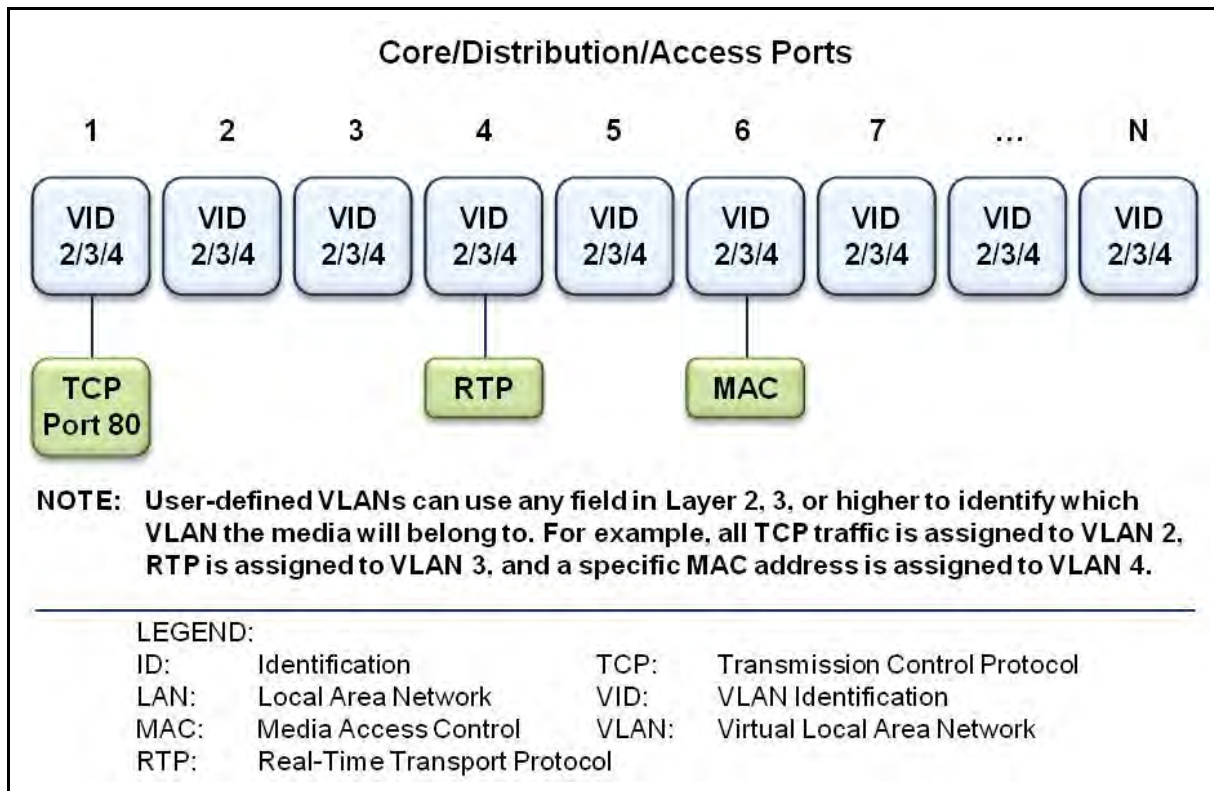 Core/Distribution/Access Ports
1 2 3 4 5 6 7 ... N
VID VID VID VID VID VID VID VID VID
2/3/4 2/3/4 2/3/4 2/3/4 2/3/4 2/3/4 2/3/4 2/3/4 2/3/4
TCP RTP MAC
Port 80
NOTE: User-defined VLANs can use any field in Layer 2, 3, or higher to identify which
VLAN the media will belong to. For example, all TCP traffic is assigned to VLAN 2,
RTP is assigned to VLAN 3, and a specific MAC address is assigned to VLAN 4.
LEGEND:
ID: Identification TCP: Transmission Control Protocol
LAN: Local Area Network VID: VLAN Identification
MAC: Media Access Control VLAN: Virtual Local Area Network
RTP: Real-Time Transport Protocol